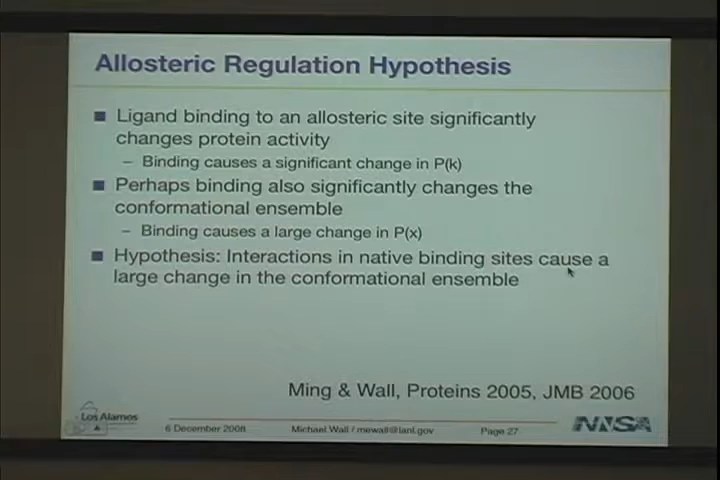 Allosteric Regulation Hypothesis
Ligand binding to an allosteric site significantly
changes protein activity
– Binding causes a significant change in P(k)
Perhaps binding also significantly changes the
conformational ensemble
– Binding causes a large change in P(x)
Hypothesis: Interactions in native binding sites cause a
large change in the conformational ensemble
Ming & Wall, Proteins 2005, JMB 2006
Los Alamos
6 December 2008
Michael Wall / mewall@lanl.gov
Page 27
NNSA